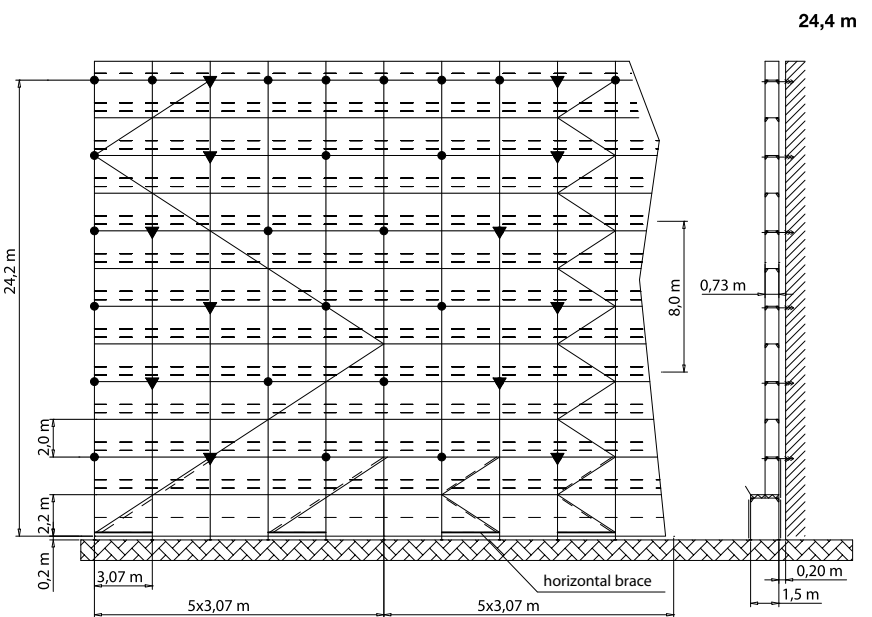 24,4 m
24,2 m
0,73 m
8,0 m
2,0 m
2,2 m
0,2 m
3,07 m
horizontal brace
0,20 m
1,5 m
5x3,07 m
5x3,07 m